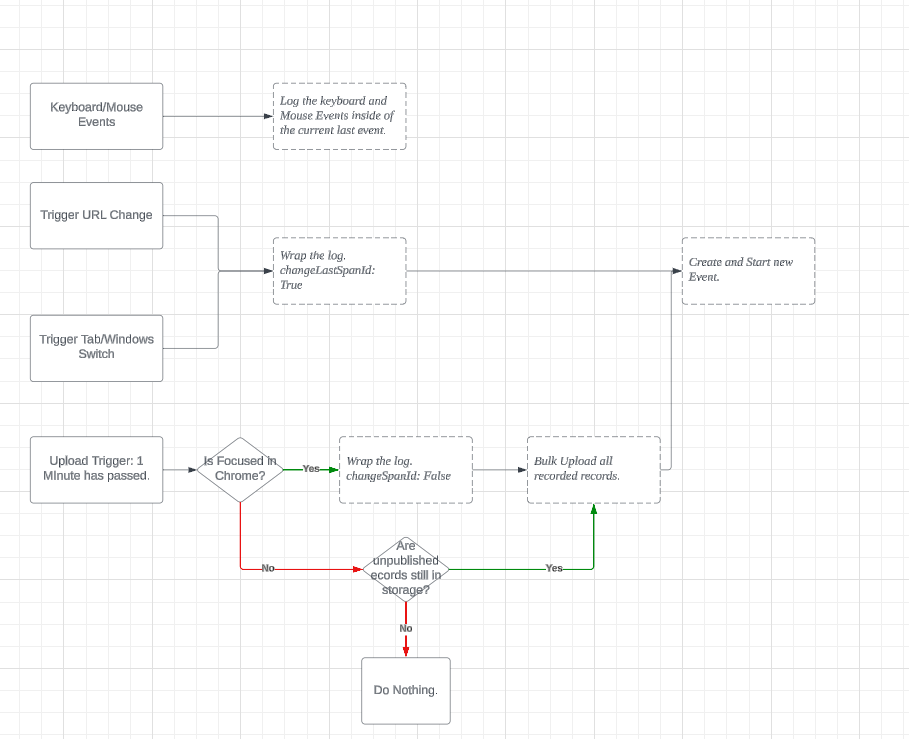 Keyboard/Mouse
Events
Log the keyboard and
Mouse Events inside of
the current last event.
Trigger URL Change
Wrap the log.
changeLastSpanId:
True
Create and Start new
Event.
Trigger Tab/Windows
Switch
Upload Trigger: 1
MInute has passed.
Is Focused in
Chrome?
Yes
Wrap the log.
changeSpanId: False
Bulk Upload all
recorded records.
No
Are
unpublished
ecords still in
storage?
Yes
No
Do Nothing.